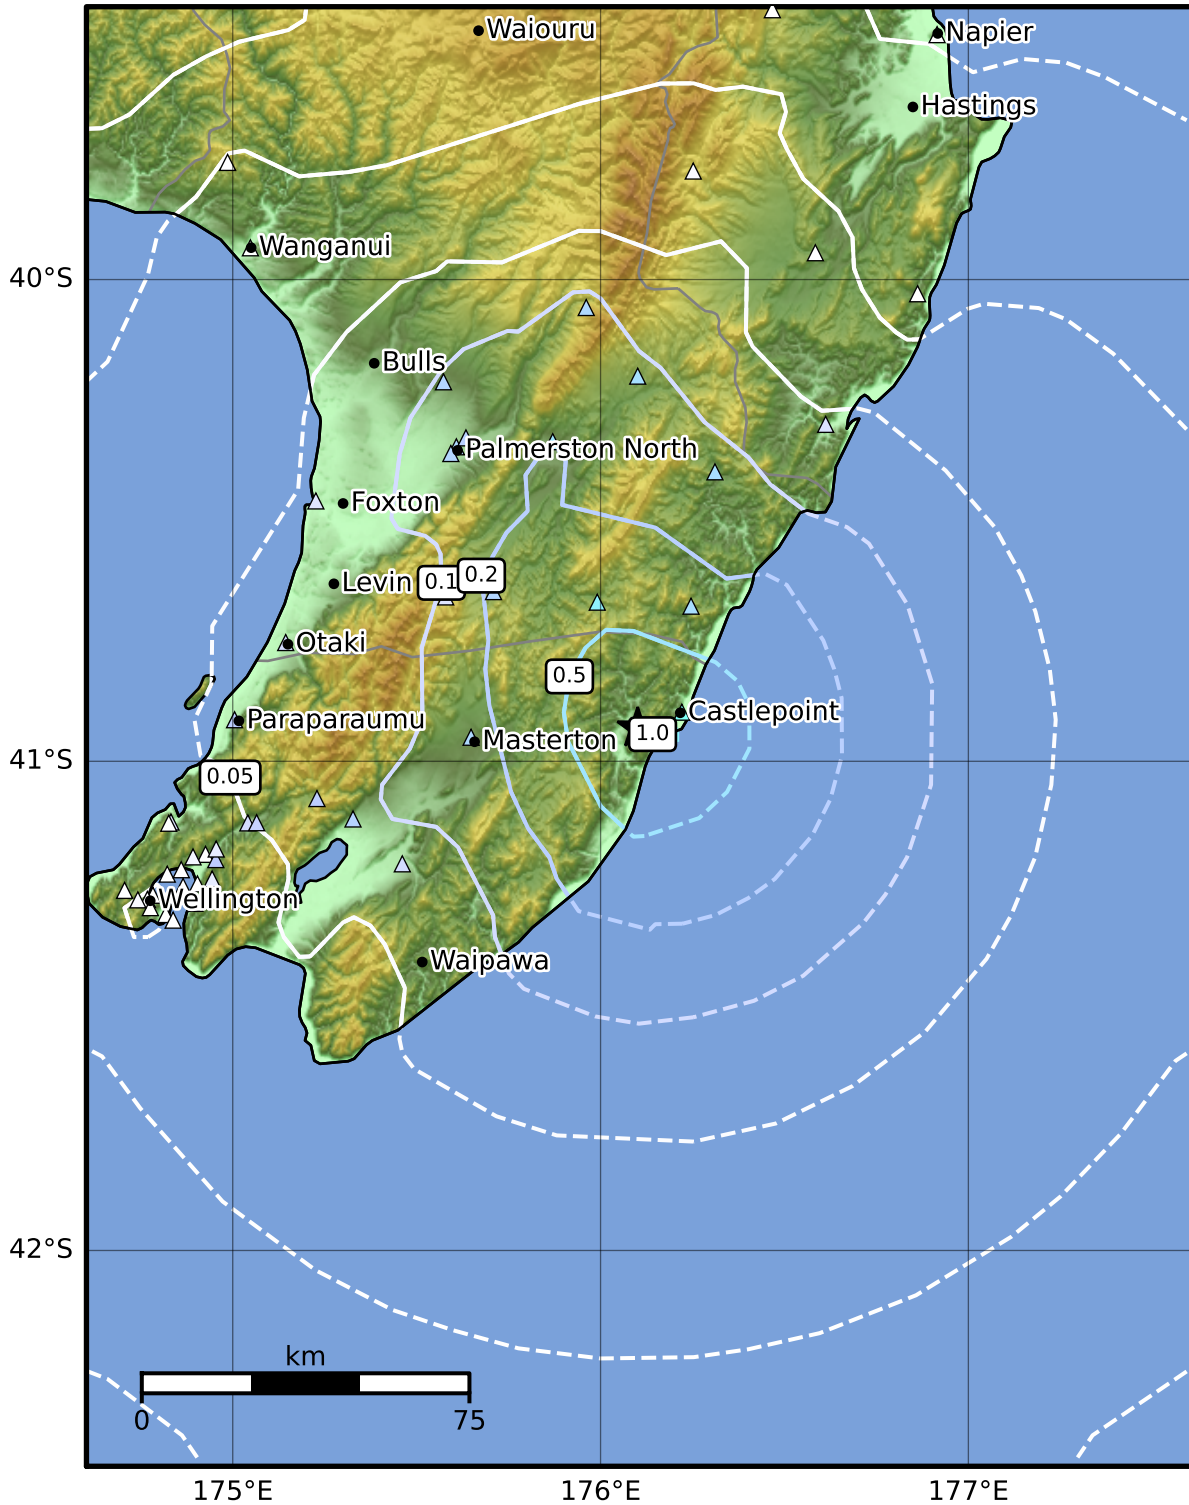 Waiouru
Napier
Hastings
Wanganui
40°S
Bulls
Palmerston North
Foxton
Levin
0.1
0.2
Otaki
0.5
Castlepoint
Paraparaumu
1.0
Masterton
41°S
0.05
Wellington
Waipawa
42°S
km
0
75
175°E
176°E
177°E